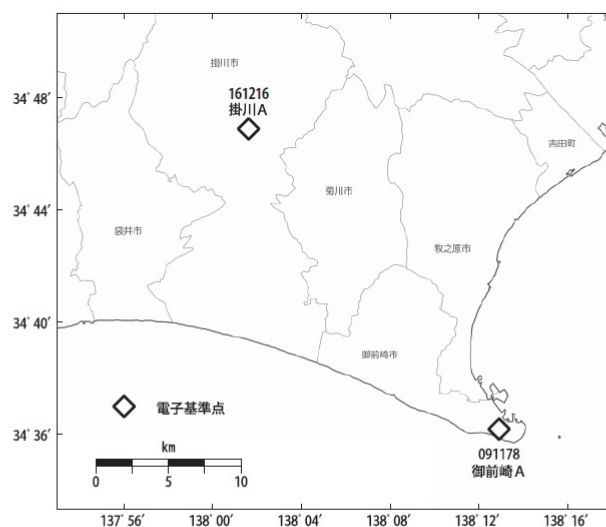 掛川市
34° 48′
161216
掛川A
吉田町
34° 44′
菊川市
袋井市
牧之原市
34° 40′
御前崎市
電子基準点
34° 36′
km
091178
御前崎A
0 5 10
137° 56′ 138° 00′ 138° 04′ 138° 08′ 138° 12′ 138° 16′